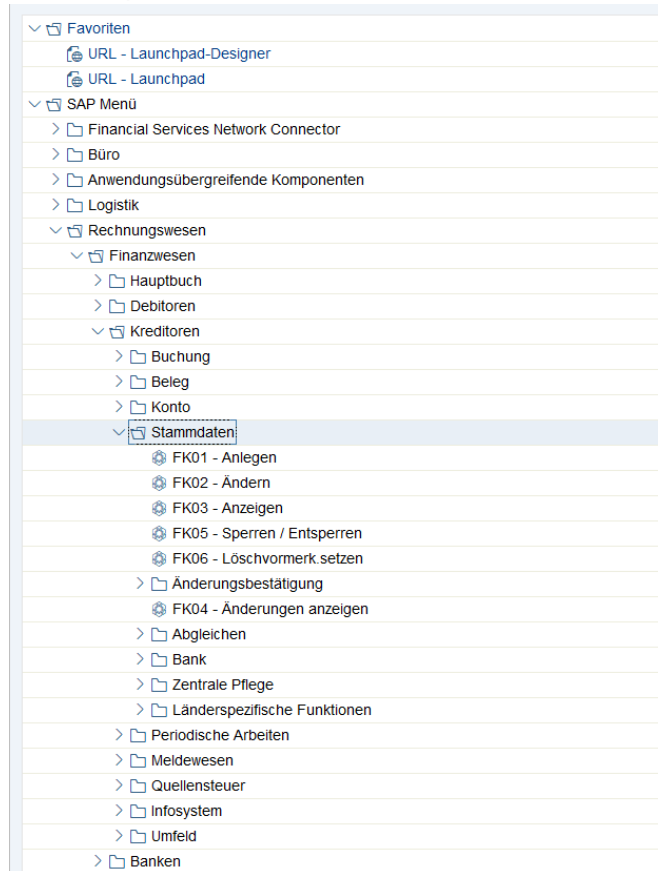 Favoriten
URL - Launchpad-Designer
URL - Launchpad
SAP Menü
Financial Services Network Connector
Büro
Anwendungsübergreifende Komponenten
Logistik
Rechnungswesen
Finanzwesen
Hauptbuch
Debitoren
Kreditoren
Buchung
Beleg
Konto
Stammdaten
FK01 - Anlegen
FK02 - Ändern
FK03 - Anzeigen
FK05 - Sperren / Entsperren
FK06 - Löschvormerk.setzen
Änderungsbestätigung
FK04 - Änderungen anzeigen
Abgleichen
Bank
Zentrale Pflege
Länderspezifische Funktionen
Periodische Arbeiten
Meldewesen
Quellensteuer
Infosystem
Umfeld
Banken